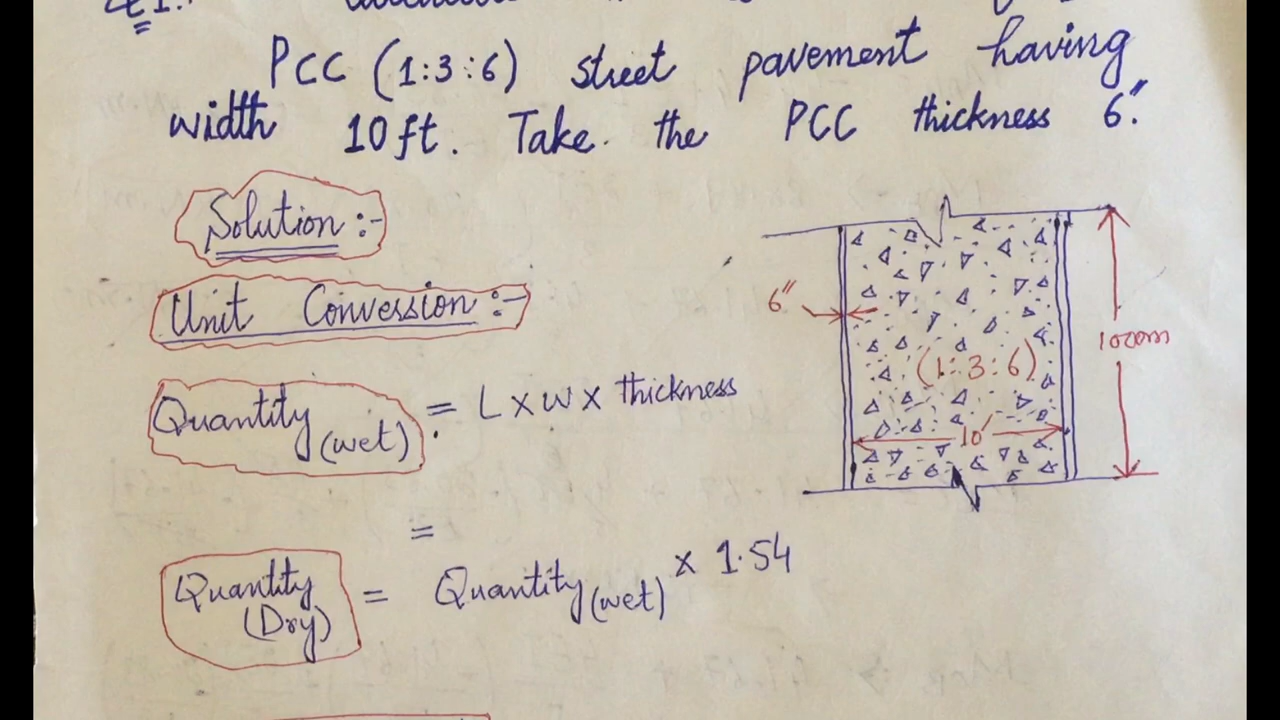 PCC (1:3:6) street pavement having
width 10 ft. Take the PCC thickness 6".
Solution :-
Unit Conversion :-
6"
1000m
(1:3:6)
Quantity (wet) = L x W x thickness
10'
=
Quantity (Dry) = Quantity (wet) x 1.54